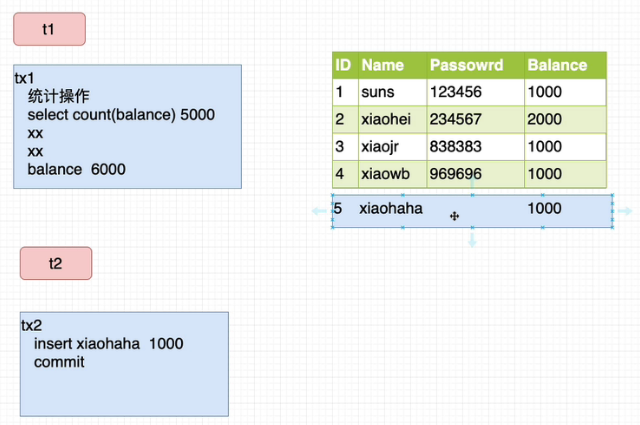 t1
tx1
统计操作
select count(balance) 5000
xx
xx
balance 6000
t2
tx2
insert xiaohaha 1000
commit
ID Name Passowrd Balance
1 suns 123456 1000
2 xiaohei 234567 2000
3 xiaojr 838383 1000
4 xiaowb 969696 1000
5 xiaohaha 1000